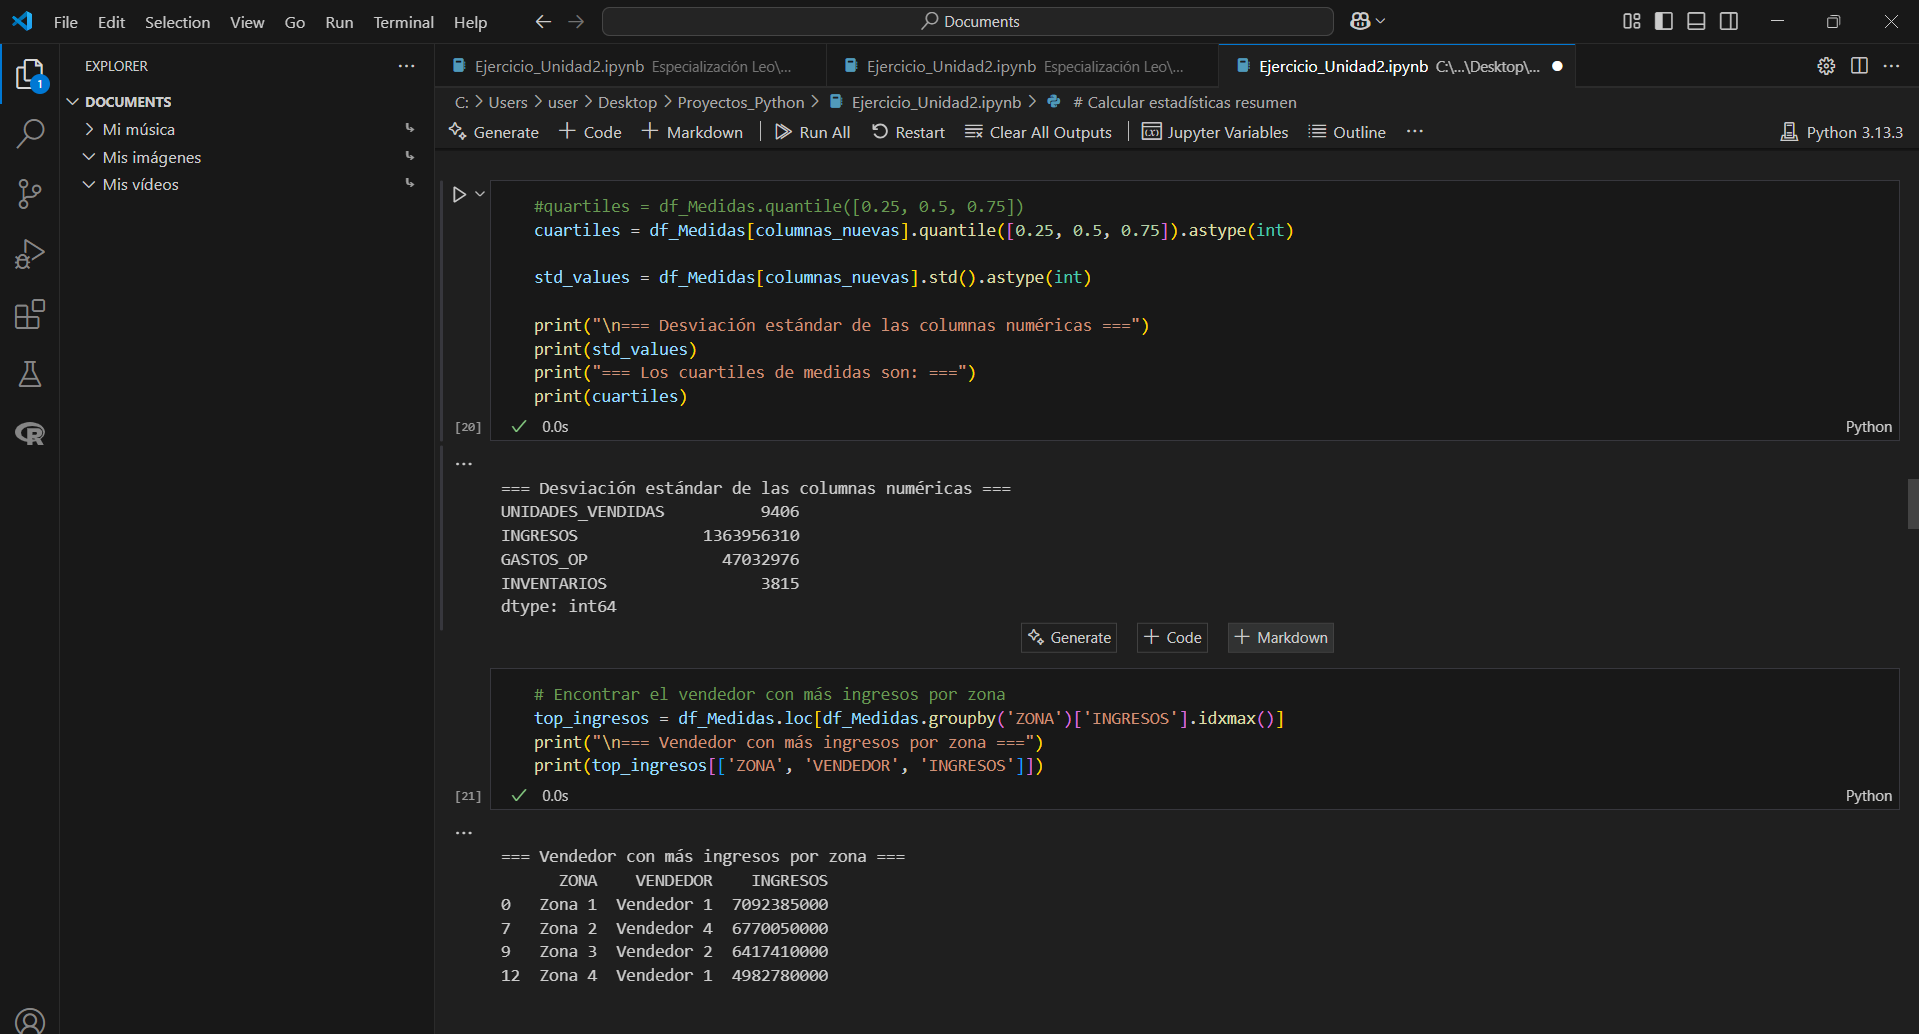 File Edit Selection View Go Run Terminal Help
Documents
EXPLORER
DOCUMENTS
Mi música
Mis imágenes
Mis vídeos
1
Ejercicio_Unidad2.ipynb Especialización Leo\...
Ejercicio_Unidad2.ipynb Especialización Leo\...
Ejercicio_Unidad2.ipynb C:\...\Desktop\...
C: > Users > user > Desktop > Proyectos_Python > Ejercicio_Unidad2.ipynb > # Calcular estadísticas resumen
Generate + Code + Markdown Run All Restart Clear All Outputs Jupyter Variables Outline ... Python 3.13.3
#quartiles = df_Medidas.quantile([0.25, 0.5, 0.75])
cuartiles = df_Medidas[columnas_nuevas].quantile([0.25, 0.5, 0.75]).astype(int)
std_values = df_Medidas[columnas_nuevas].std().astype(int)
print("\n=== Desviación estándar de las columnas numéricas ===")
print(std_values)
print("=== Los cuartiles de medidas son: ===")
print(cuartiles)
[20] 0.0s Python
...
=== Desviación estándar de las columnas numéricas ===
UNIDADES_VENDIDAS 9406
INGRESOS 1363956310
GASTOS_OP 47032976
INVENTARIOS 3815
dtype: int64
Generate + Code + Markdown
# Encontrar el vendedor con más ingresos por zona
top_ingresos = df_Medidas.loc[df_Medidas.groupby('ZONA')['INGRESOS'].idxmax()]
print("\n=== Vendedor con más ingresos por zona ===")
print(top_ingresos[['ZONA', 'VENDEDOR', 'INGRESOS']])
[21] 0.0s Python
...
=== Vendedor con más ingresos por zona ===
ZONA VENDEDOR INGRESOS
0 Zona 1 Vendedor 1 7092385000
7 Zona 2 Vendedor 4 6770050000
9 Zona 3 Vendedor 2 6417410000
12 Zona 4 Vendedor 1 4982780000